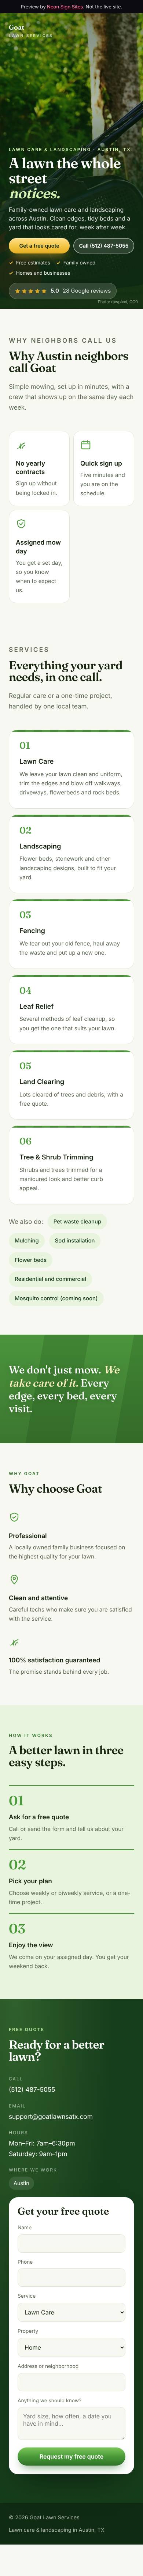 Preview by Neon Sign Sites. Not the live site.
Goat
LAWN SERVICES
LAWN CARE & LANDSCAPING · AUSTIN, TX
A lawn the whole
street
notices.
Family-owned lawn care and landscaping
across Austin. Clean edges, tidy beds and a
yard that looks cared for, week after week.
Get a free quote
Call (512) 487-5055
✓ Free estimates ✓ Family owned
✓ Homes and businesses
★★★★★ 5.0 28 Google reviews
WHY NEIGHBORS CALL US
Why Austin neighbors
call Goat
Simple mowing, set up in minutes, with a
crew that shows up on the same day each
week.
No yearly
contracts
Sign up without
being locked in.
Quick sign up
Five minutes and
you are on the
schedule.
Assigned mow
day
You get a set day,
so you know
when to expect
us.
SERVICES
Everything your yard
needs, in one call.
Regular care or a one-time project,
handled by one local team.
01
Lawn Care
We leave your lawn clean and uniform,
trim the edges and blow off walkways,
driveways, flowerbeds and rock beds.
02
Landscaping
Flower beds, stonework and other
landscaping designs, built to fit your
yard.
03
Fencing
We tear out your old fence, haul away
the waste and put up a new one.
04
Leaf Relief
Several methods of leaf cleanup, so
you get the one that suits your lawn.
05
Land Clearing
Lots cleared of trees and debris, with a
free quote.
06
Tree & Shrub Trimming
Shrubs and trees trimmed for a
manicured look and better curb
appeal.
We also do:
Pet waste cleanup
Mulching
Sod installation
Flower beds
Residential and commercial
Mosquito control (coming soon)
We don't just mow. We
take care of it. Every
edge, every bed, every
visit.
WHY GOAT
Why choose Goat
Professional
A locally owned family business focused on
the highest quality for your lawn.
Clean and attentive
Careful techs who make sure you are satisfied
with the service.
100% satisfaction guaranteed
The promise stands behind every job.
HOW IT WORKS
A better lawn in three
easy steps.
01
Ask for a free quote
Call or send the form and tell us about your
yard.
02
Pick your plan
Choose weekly or biweekly service, or a one-
time project.
03
Enjoy the view
We come on your assigned day. You get your
weekend back.
FREE QUOTE
Ready for a better
lawn?
CALL
(512) 487-5055
EMAIL
support@goatlawnsatx.com
HOURS
Mon–Fri: 7am–6:30pm
Saturday: 9am–1pm
WHERE WE WORK
Austin
Get your free quote
Name
Phone
Service
Lawn Care
Property
Home
Address or neighborhood
Anything we should know?
Yard size, how often, a date you
have in mind...
Request my free quote
© 2026 Goat Lawn Services
Lawn care & landscaping in Austin, TX